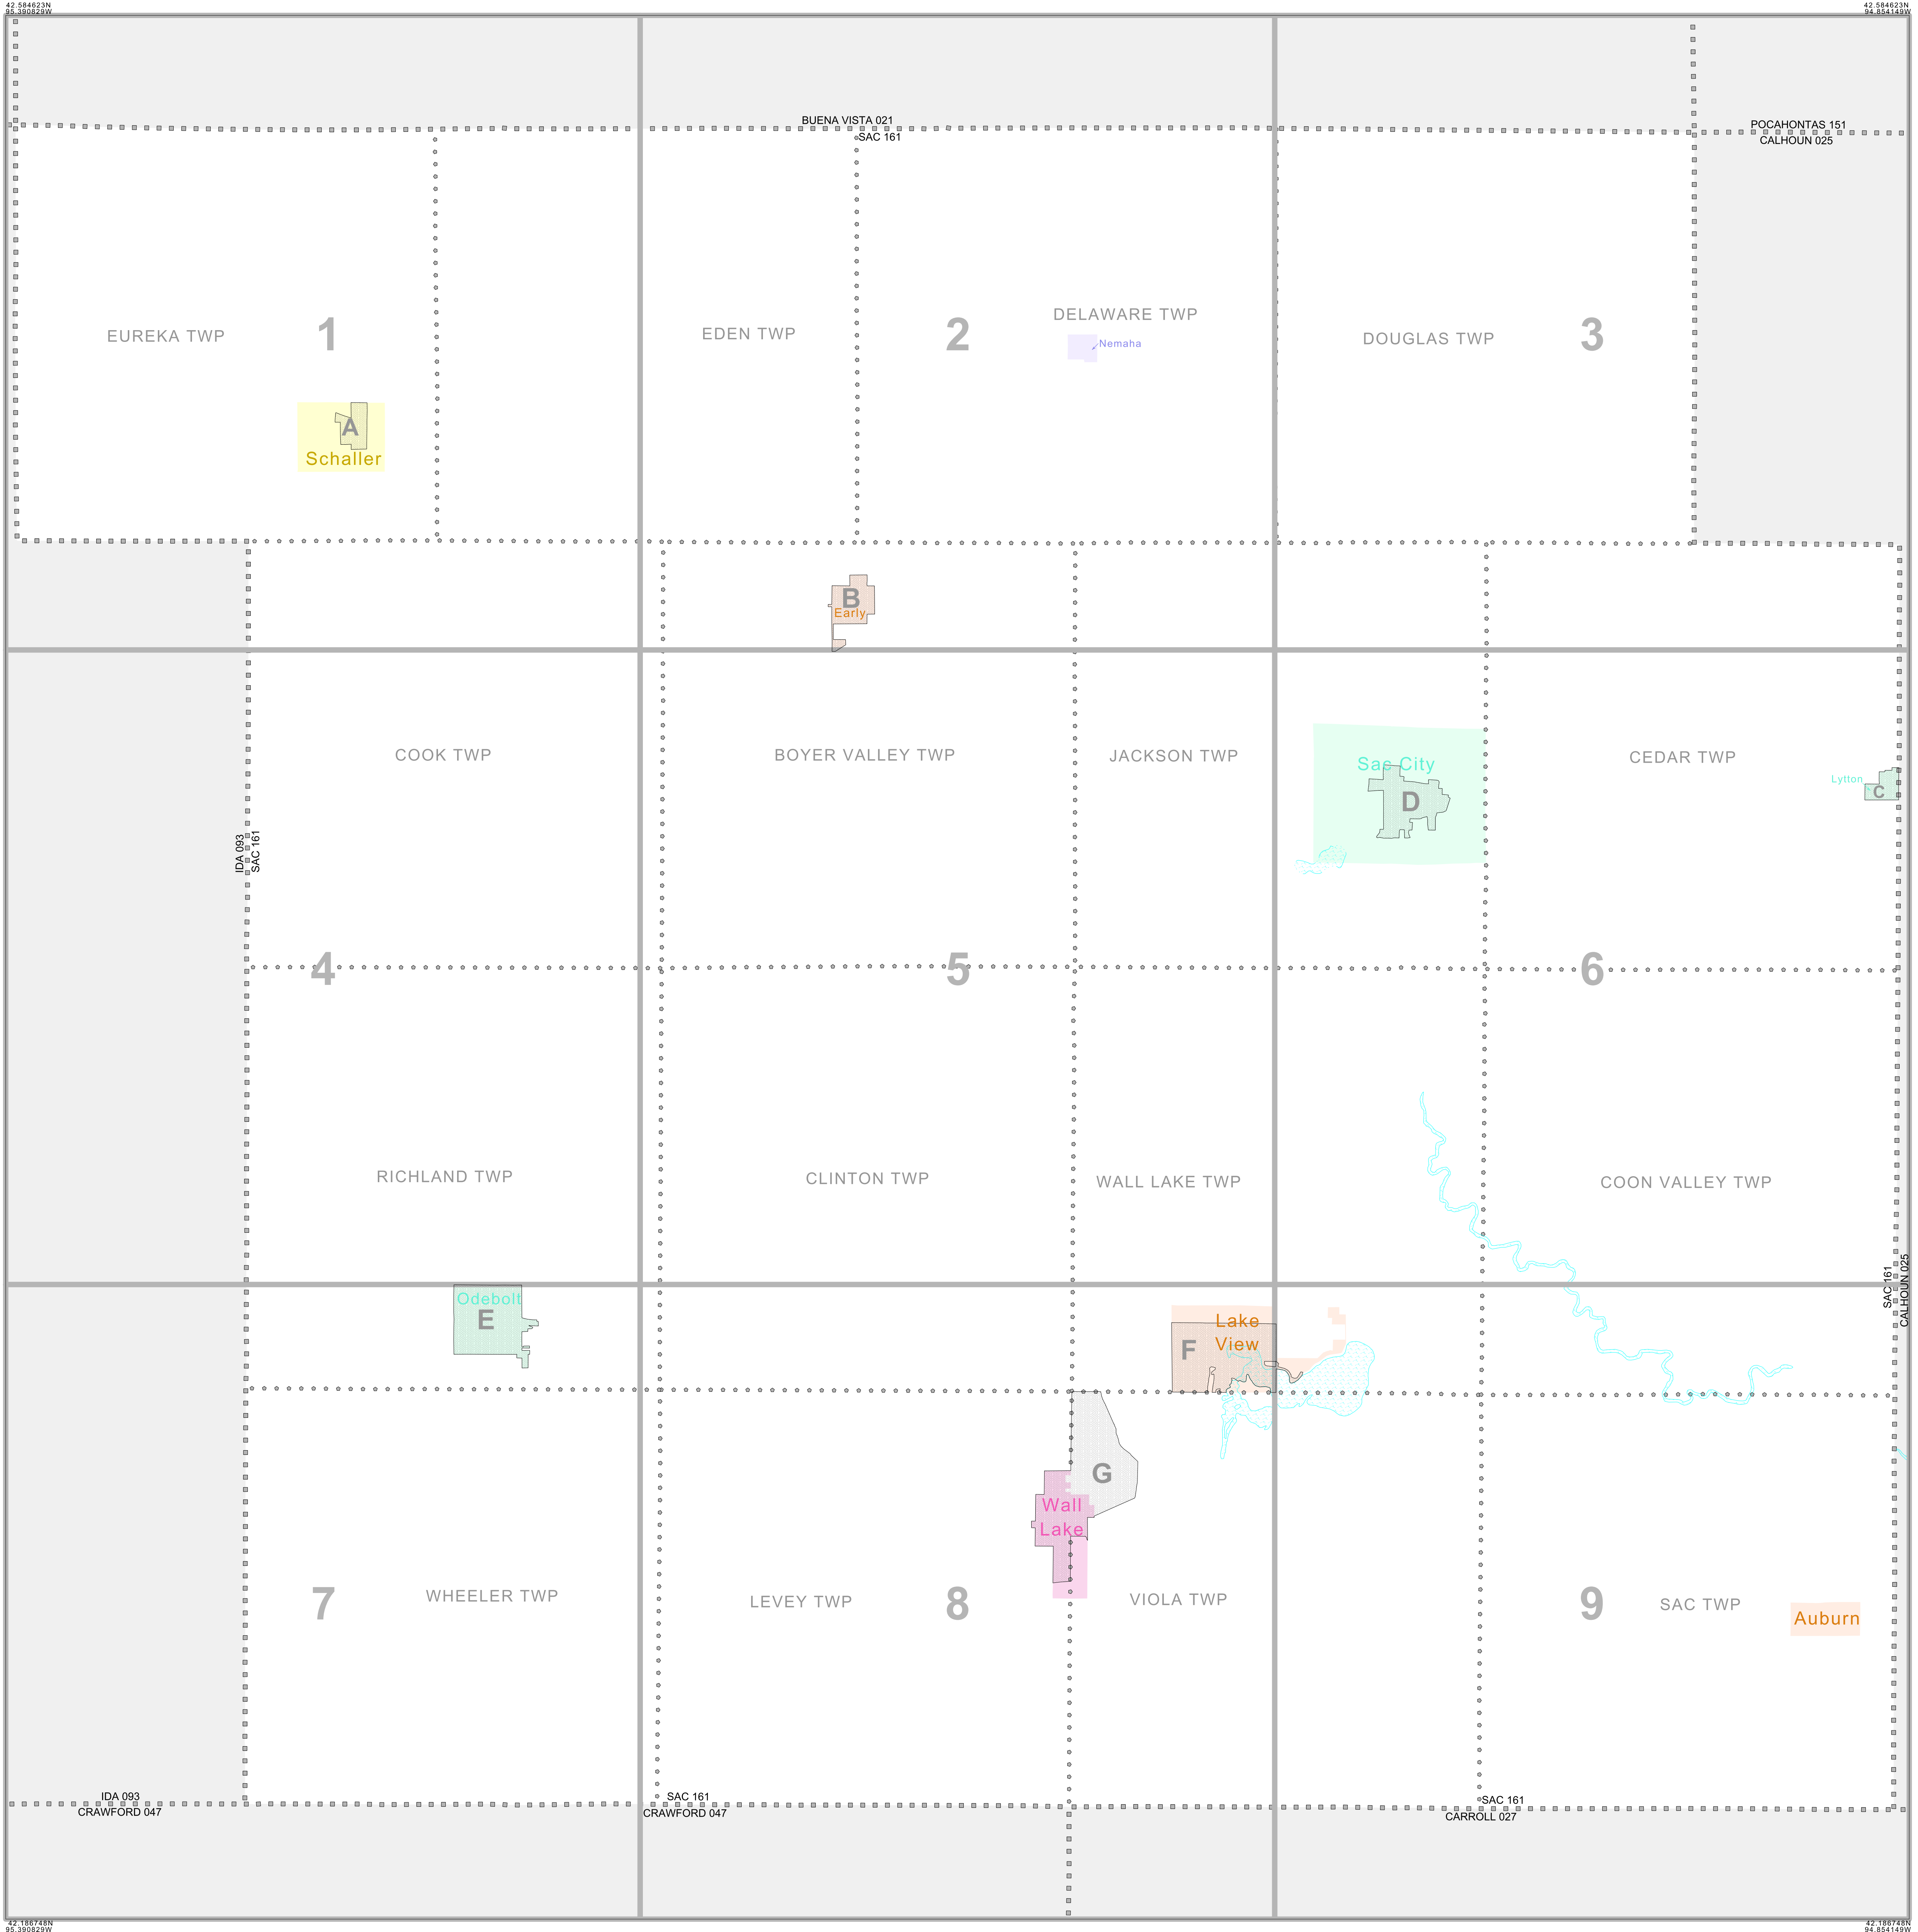 42.584623N
95.390829W
42.584623N
94.854149W
BUENA VISTA 021
SAC 161
POCAHONTAS 151
CALHOUN 025
EUREKA TWP
1
EDEN TWP
2
DELAWARE TWP
Nemaha
DOUGLAS TWP
3
A
Schaller
B
Early
COOK TWP
BOYER VALLEY TWP
JACKSON TWP
Sac City
D
CEDAR TWP
Lytton
C
IDA 093
SAC 161
4
5
6
RICHLAND TWP
CLINTON TWP
WALL LAKE TWP
COON VALLEY TWP
SAC 161
CALHOUN 025
Odebolt
E
Lake
View
F
G
Wall
Lake
7
WHEELER TWP
LEVEY TWP
8
VIOLA TWP
9
SAC TWP
Auburn
IDA 093
CRAWFORD 047
SAC 161
CRAWFORD 047
SAC 161
CARROLL 027
42.186748N
95.390829W
42.186748N
94.854149W